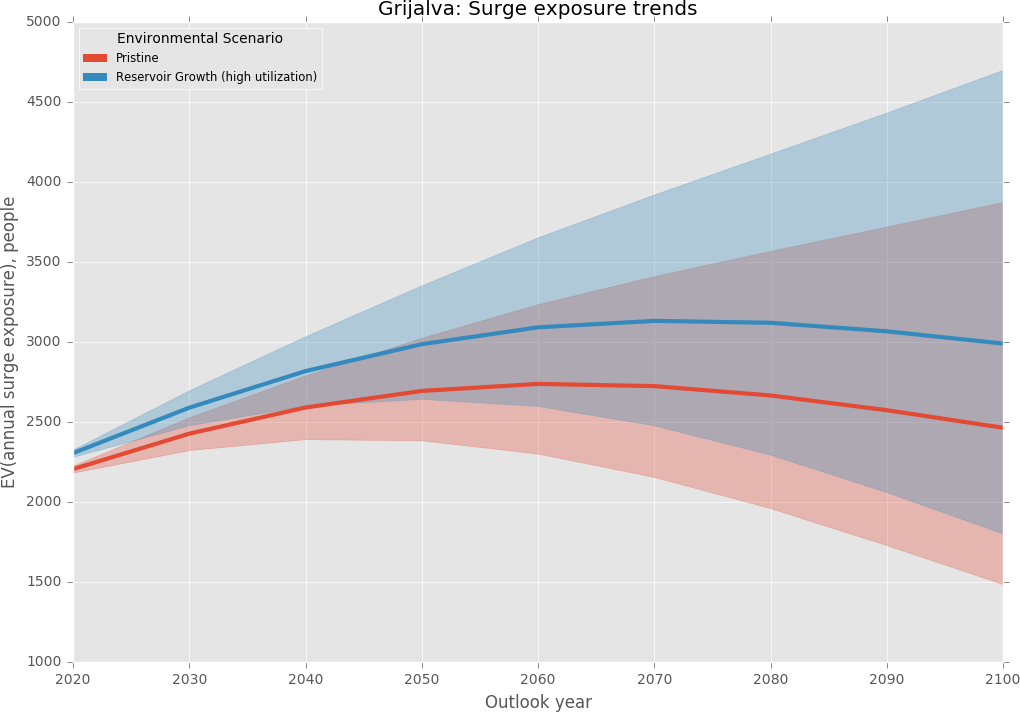 Grijalva: Surge exposure trends
Environmental Scenario
Pristine
Reservoir Growth (high utilization)
EV(annual surge exposure), people
5000
4500
4000
3500
3000
2500
2000
1500
1000
2020 2030 2040 2050 2060 2070 2080 2090 2100
Outlook year